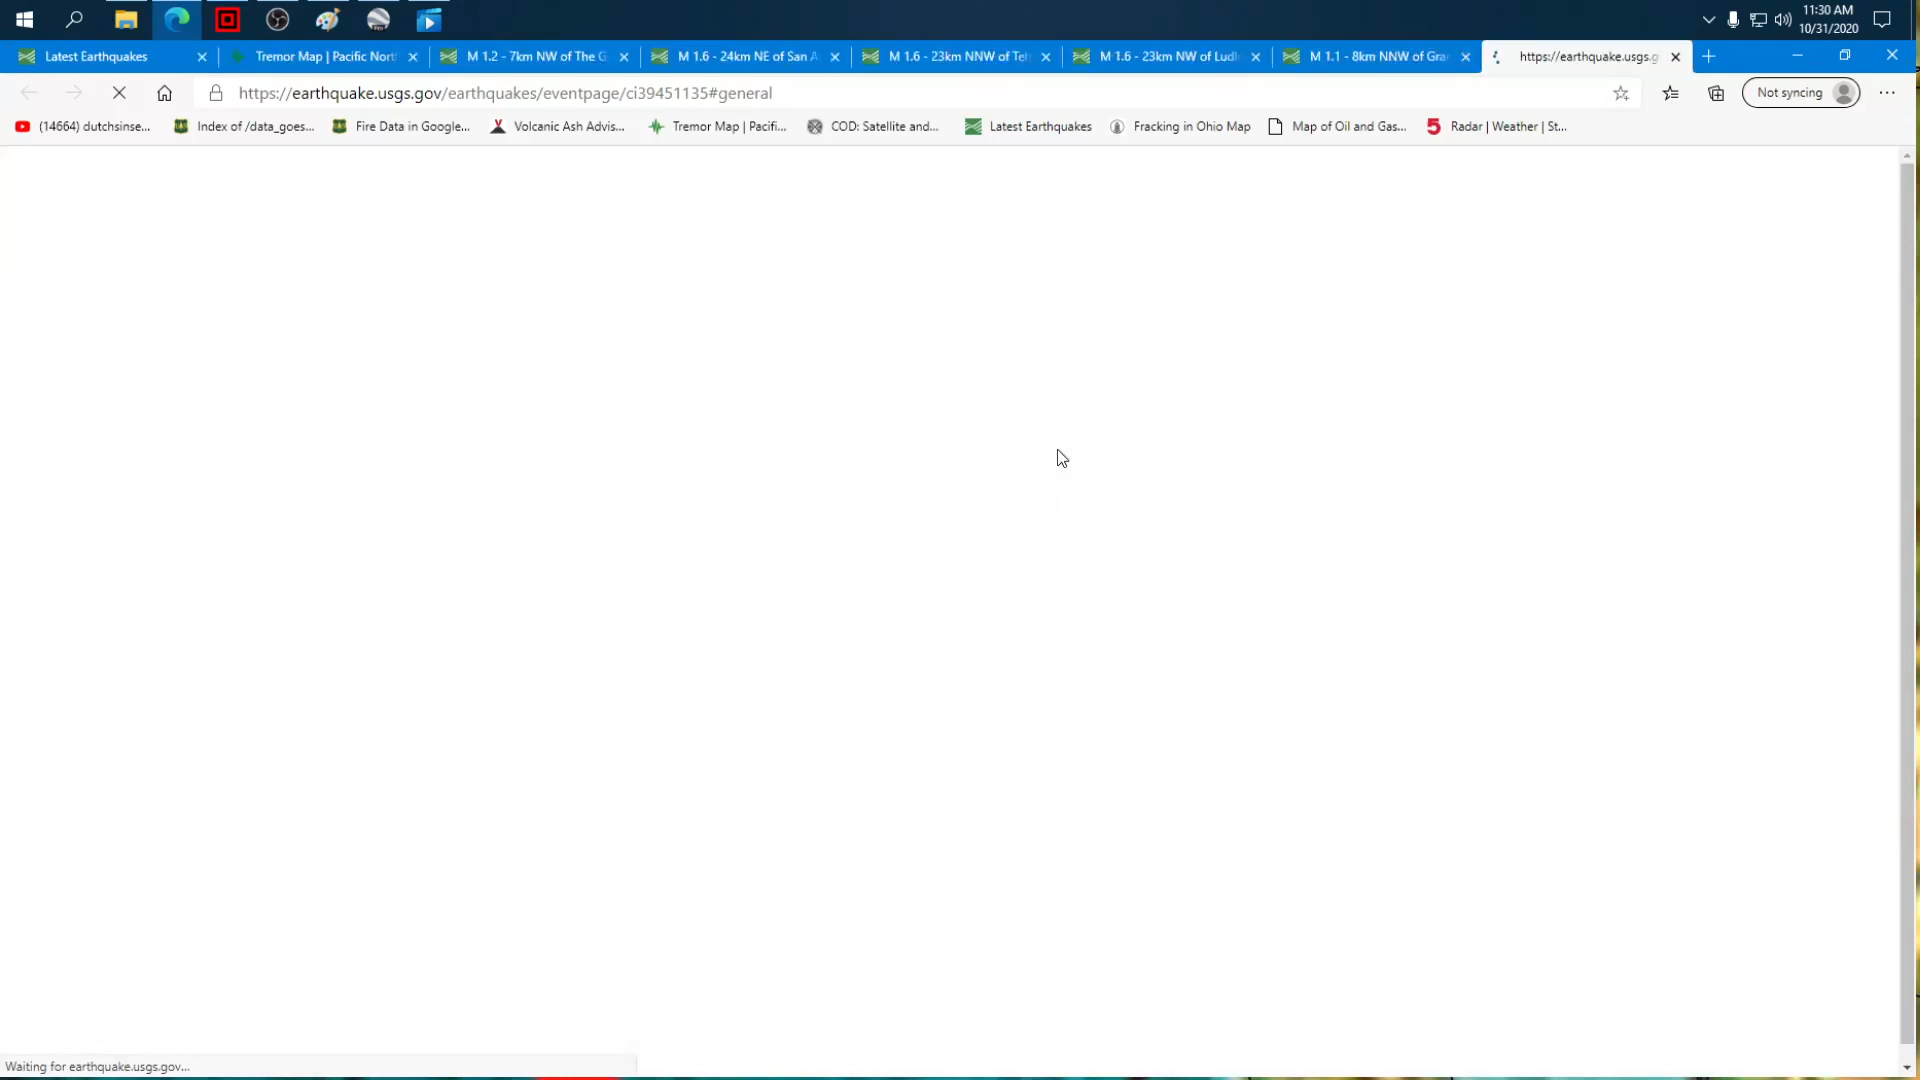 11:30 AM
10/31/2020
Latest Earthquakes
Tremor Map | Pacific Nort
M 1.2 - 7km NW of The G
M 1.6 - 24km NE of San A
M 1.6 - 23km NNW of Teh
M 1.6 - 23km NW of Ludl
M 1.1 - 8km NNW of Gra
https://earthquake.usgs.g
https://earthquake.usgs.gov/earthquakes/eventpage/ci39451135#general
Not syncing
(14664) dutchsinse...
Index of /data_goes...
Fire Data in Google...
Volcanic Ash Advis...
Tremor Map | Pacifi...
COD: Satellite and...
Latest Earthquakes
Fracking in Ohio Map
Map of Oil and Gas...
5
Radar | Weather | St...
Waiting for earthquake.usgs.gov...